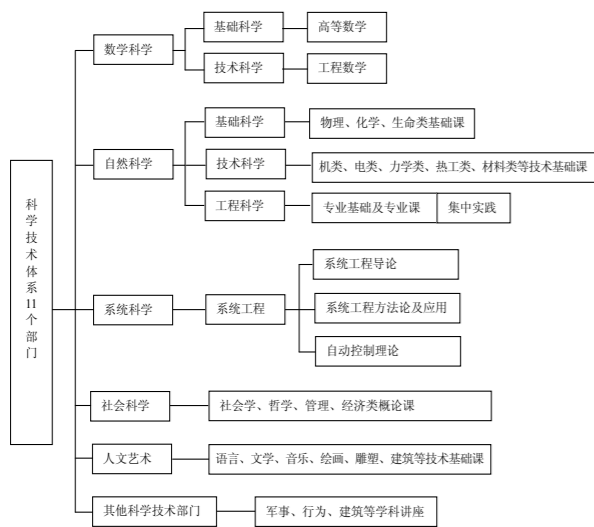 科学技术体系11个部门
数学科学
基础科学
高等数学
技术科学
工程数学
自然科学
基础科学
物理、化学、生命类基础课
技术科学
机类、电类、力学类、热工类、材料类等技术基础课
工程科学
专业基础及专业课
集中实践
系统科学
系统工程
系统工程导论
系统工程方法论及应用
自动控制理论
社会科学
社会学、哲学、管理、经济类概论课
人文艺术
语言、文学、音乐、绘画、雕塑、建筑等技术基础课
其他科学技术部门
军事、行为、建筑等学科讲座